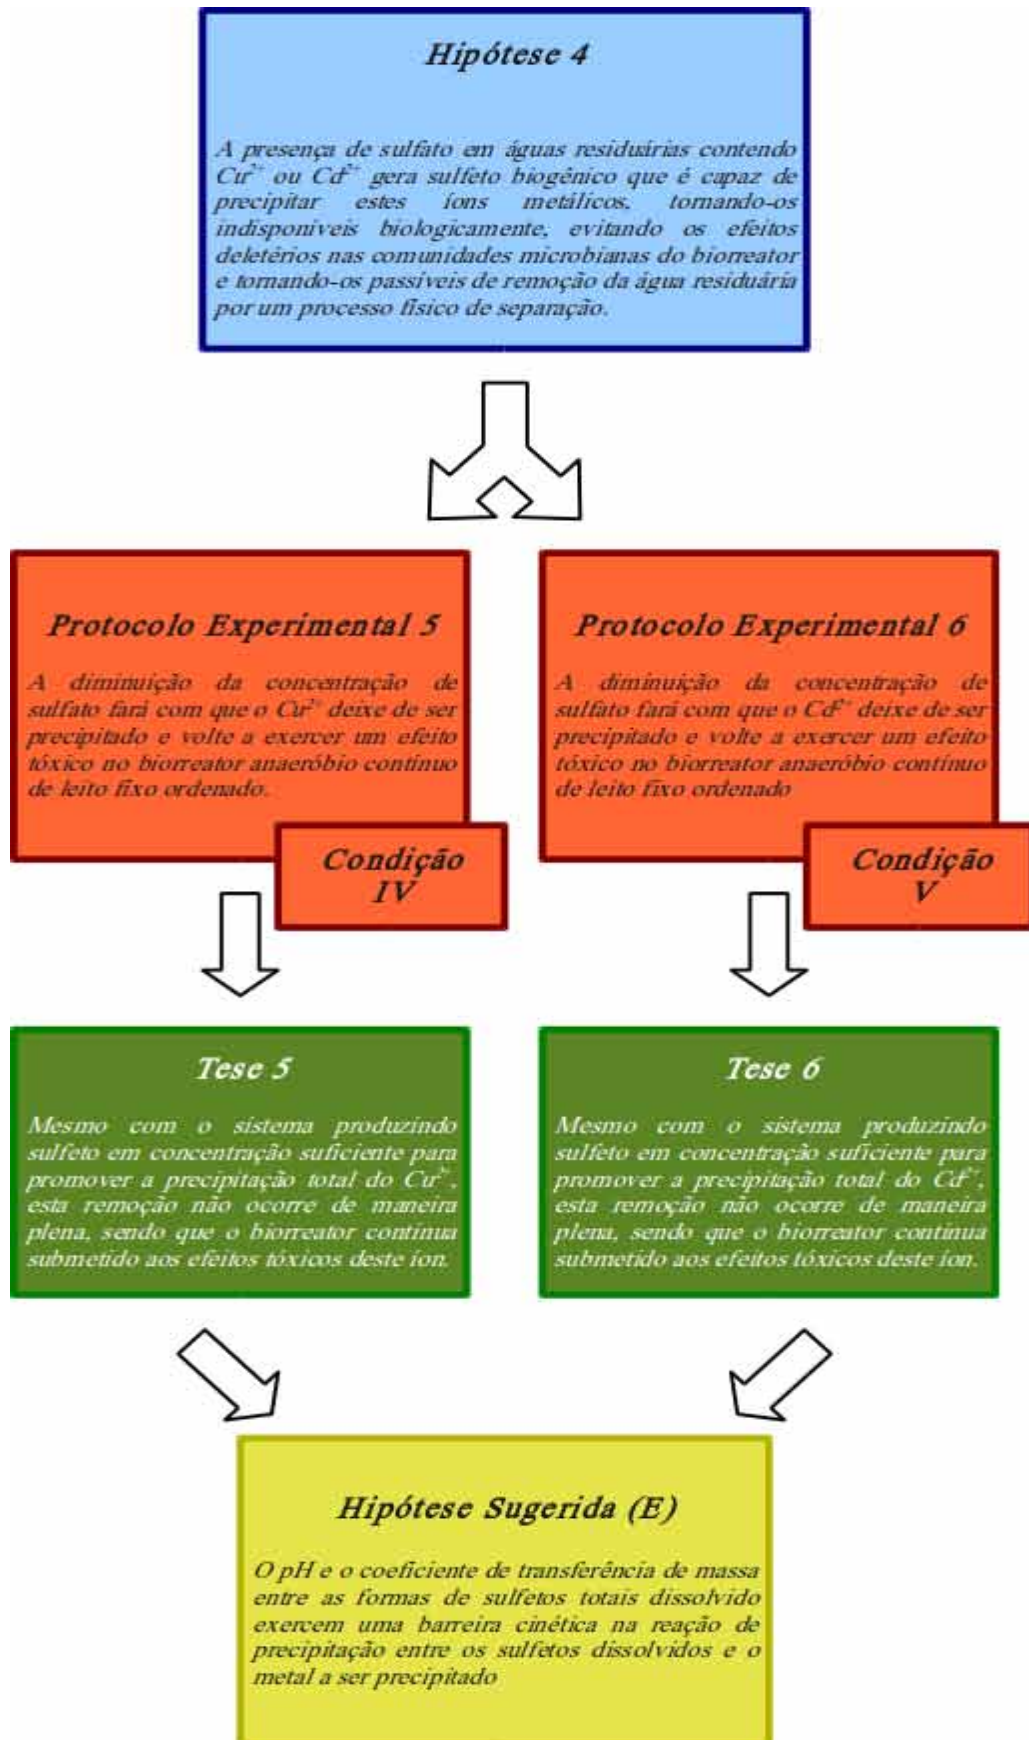 Hipótese 4
A presença de sulfato em águas residuárias contendo
Cu²⁺ ou Cd²⁺ gera sulfeto biogênico que é capaz de
precipitar estes íons metálicos, tornando-os
indisponíveis biologicamente, evitando os efeitos
deletérios nas comunidades microbianas do biorreator
e tornando-os passíveis de remoção da água residuária
por um processo físico de separação.
Protocolo Experimental 5
A diminuição da concentração de
sulfato fará com que o Cu²⁺ deixe de ser
precipitado e volte a exercer um efeito
tóxico no biorreator anaeróbio contínuo
de leito fixo ordenado.
Condição
IV
Protocolo Experimental 6
A diminuição da concentração de
sulfato fará com que o Cd²⁺ deixe de ser
precipitado e volte a exercer um efeito
tóxico no biorreator anaeróbio contínuo
de leito fixo ordenado
Condição
V
Tese 5
Mesmo com o sistema produzindo
sulfeto em concentração suficiente para
promover a precipitação total do Cu²⁺,
esta remoção não ocorre de maneira
plena, sendo que o biorreator continua
submetido aos efeitos tóxicos deste íon.
Tese 6
Mesmo com o sistema produzindo
sulfeto em concentração suficiente para
promover a precipitação total do Cd²⁺,
esta remoção não ocorre de maneira
plena, sendo que o biorreator continua
submetido aos efeitos tóxicos deste íon.
Hipótese Sugerida (E)
O pH e o coeficiente de transferência de massa
entre as formas de sulfetos totais dissolvido
exercem uma barreira cinética na reação de
precipitação entre os sulfetos dissolvidos e o
metal a ser precipitado